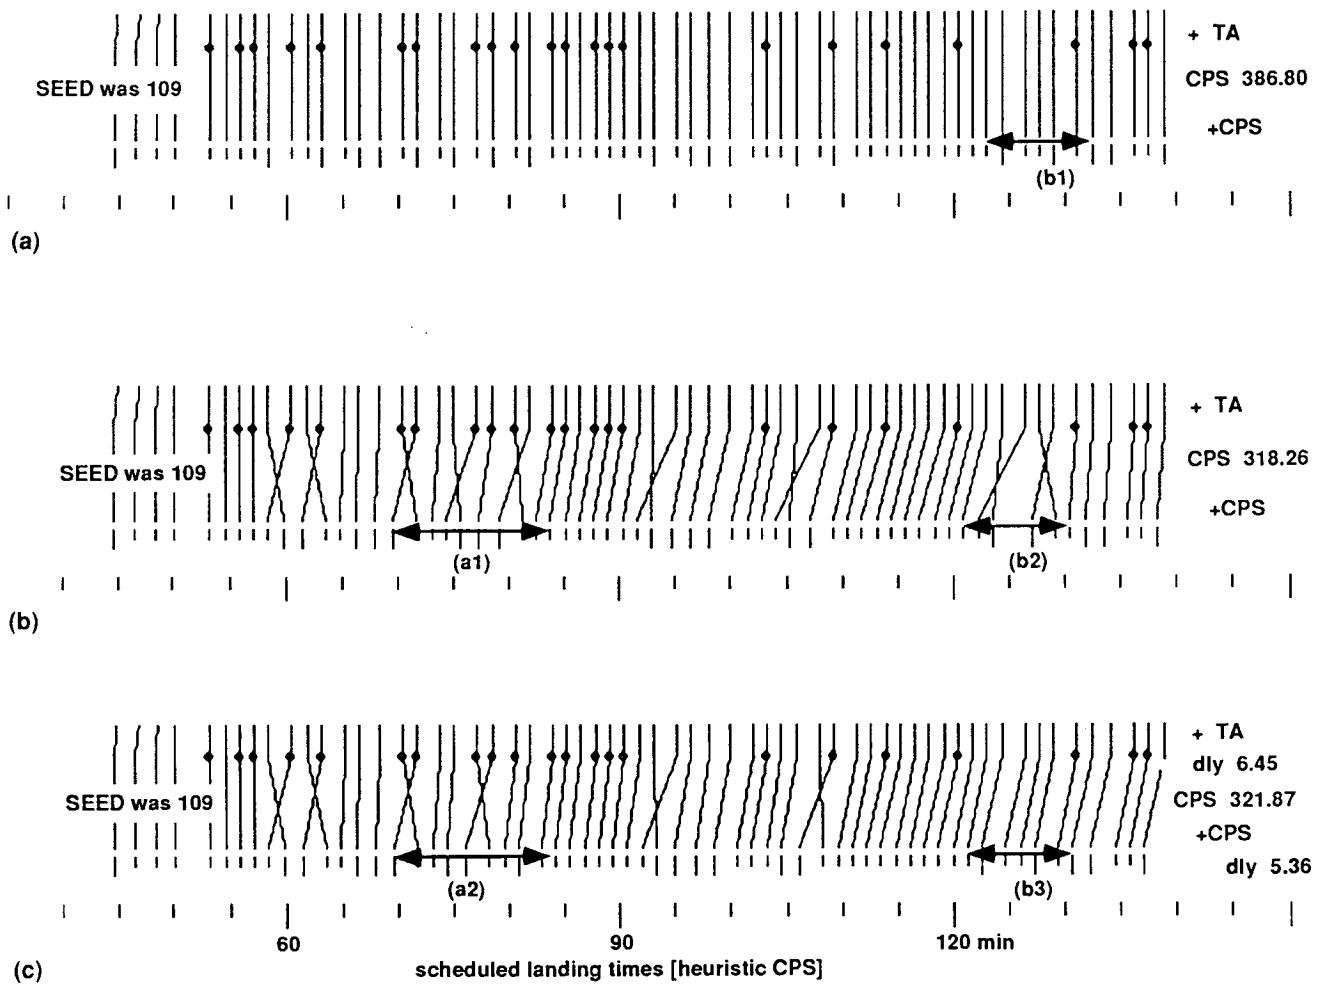 + TA
SEED was 109
CPS 386.80
+CPS
(b1)
(a)
+ TA
SEED was 109
CPS 318.26
+CPS
(a1)
(b2)
(b)
+ TA
dly 6.45
SEED was 109
CPS 321.87
+CPS
dly 5.36
(a2)
(b3)
60
90
120 min
scheduled landing times [heuristic CPS]
(c)